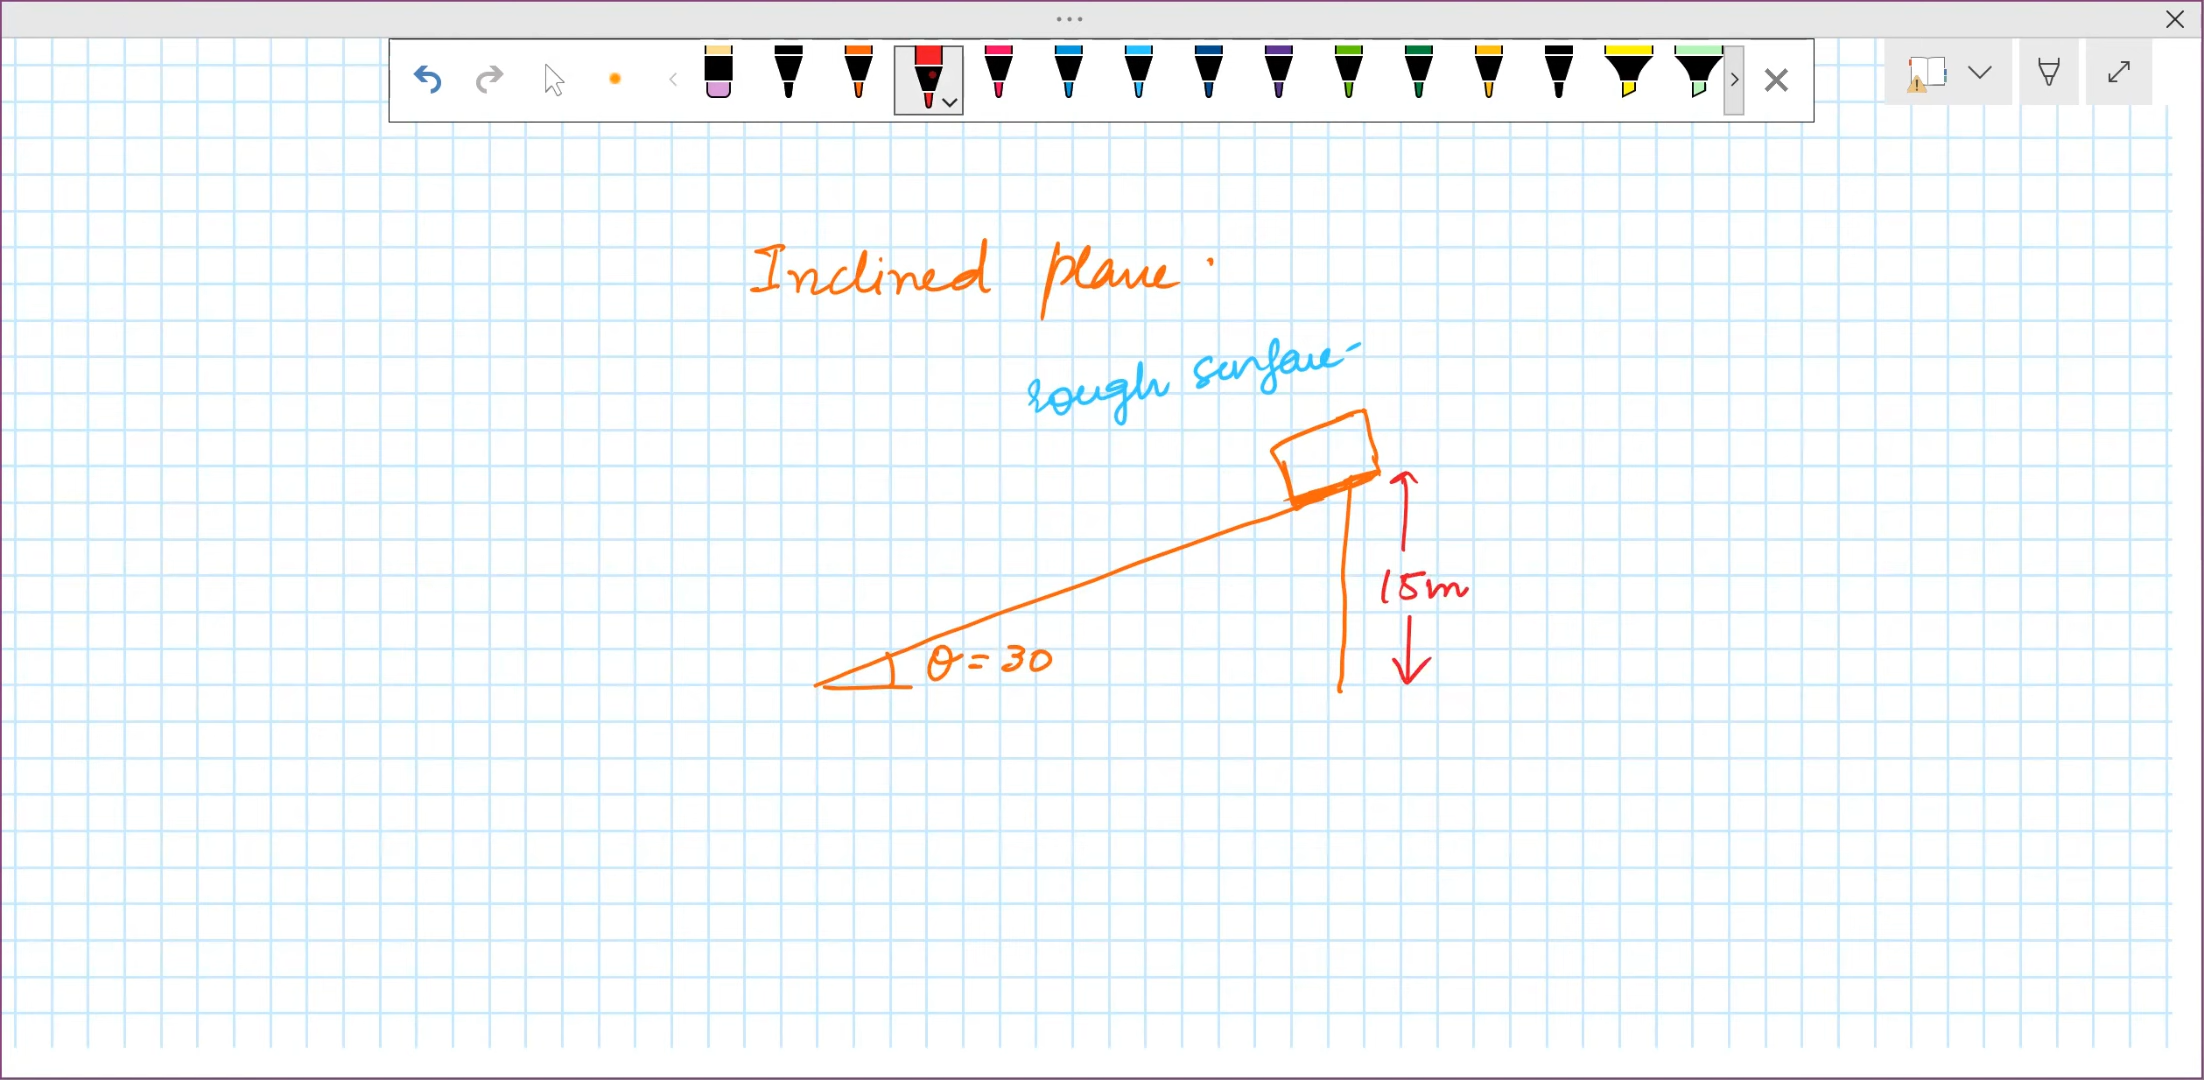 Inclined plane.
rough surface
15m
θ = 30